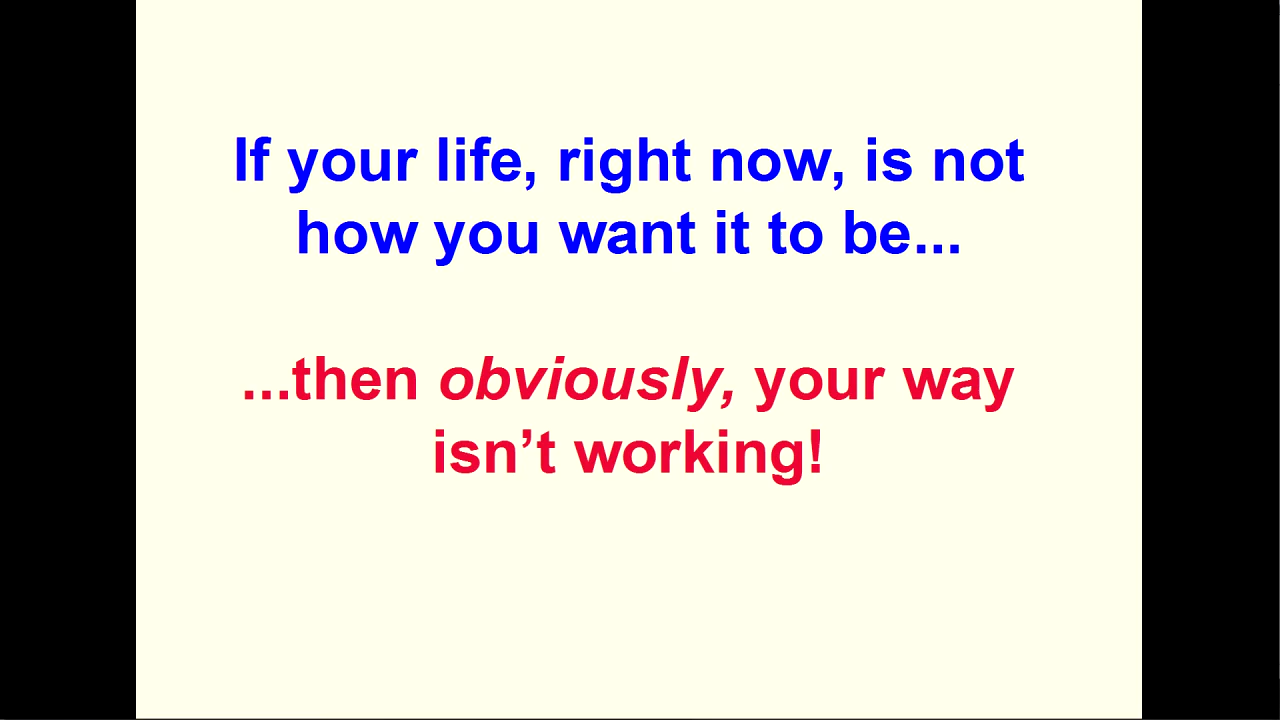 If your life, right now, is not
how you want it to be...
...then obviously, your way
isn’t working!